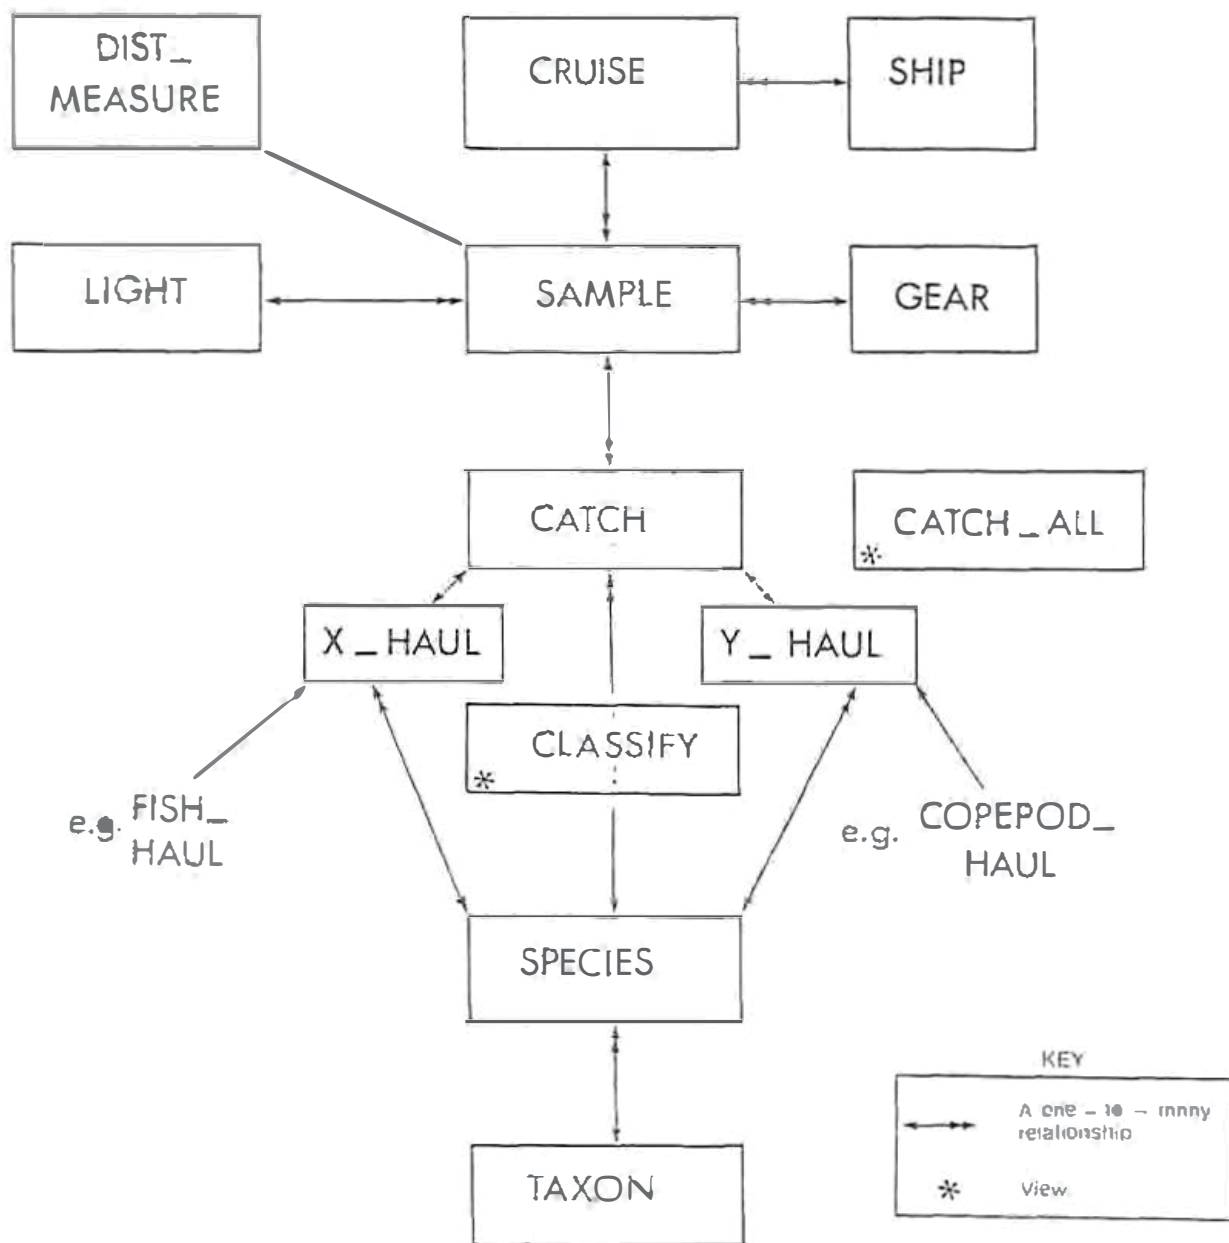 DIST_
MEASURE
CRUISE
SHIP
LIGHT
SAMPLE
GEAR
CATCH
CATCH_ALL
*
X_HAUL
Y_HAUL
CLASSIFY
*
e.g. FISH_
HAUL
e.g. COPEPOD_
HAUL
SPECIES
TAXON
KEY
A one - to - many
relationship
* View